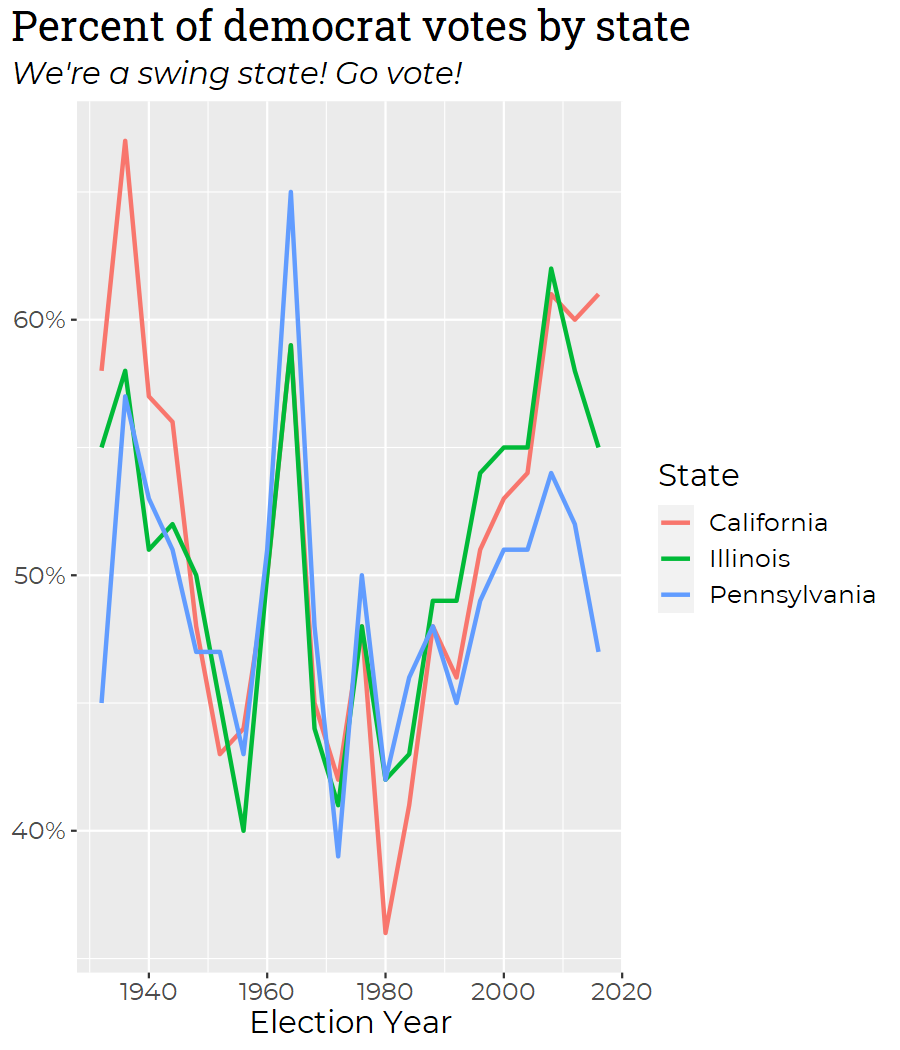 Percent of democrat votes by state
We're a swing state! Go vote!
60%
50%
40%
1940 1960 1980 2000 2020
Election Year
State
California
Illinois
Pennsylvania